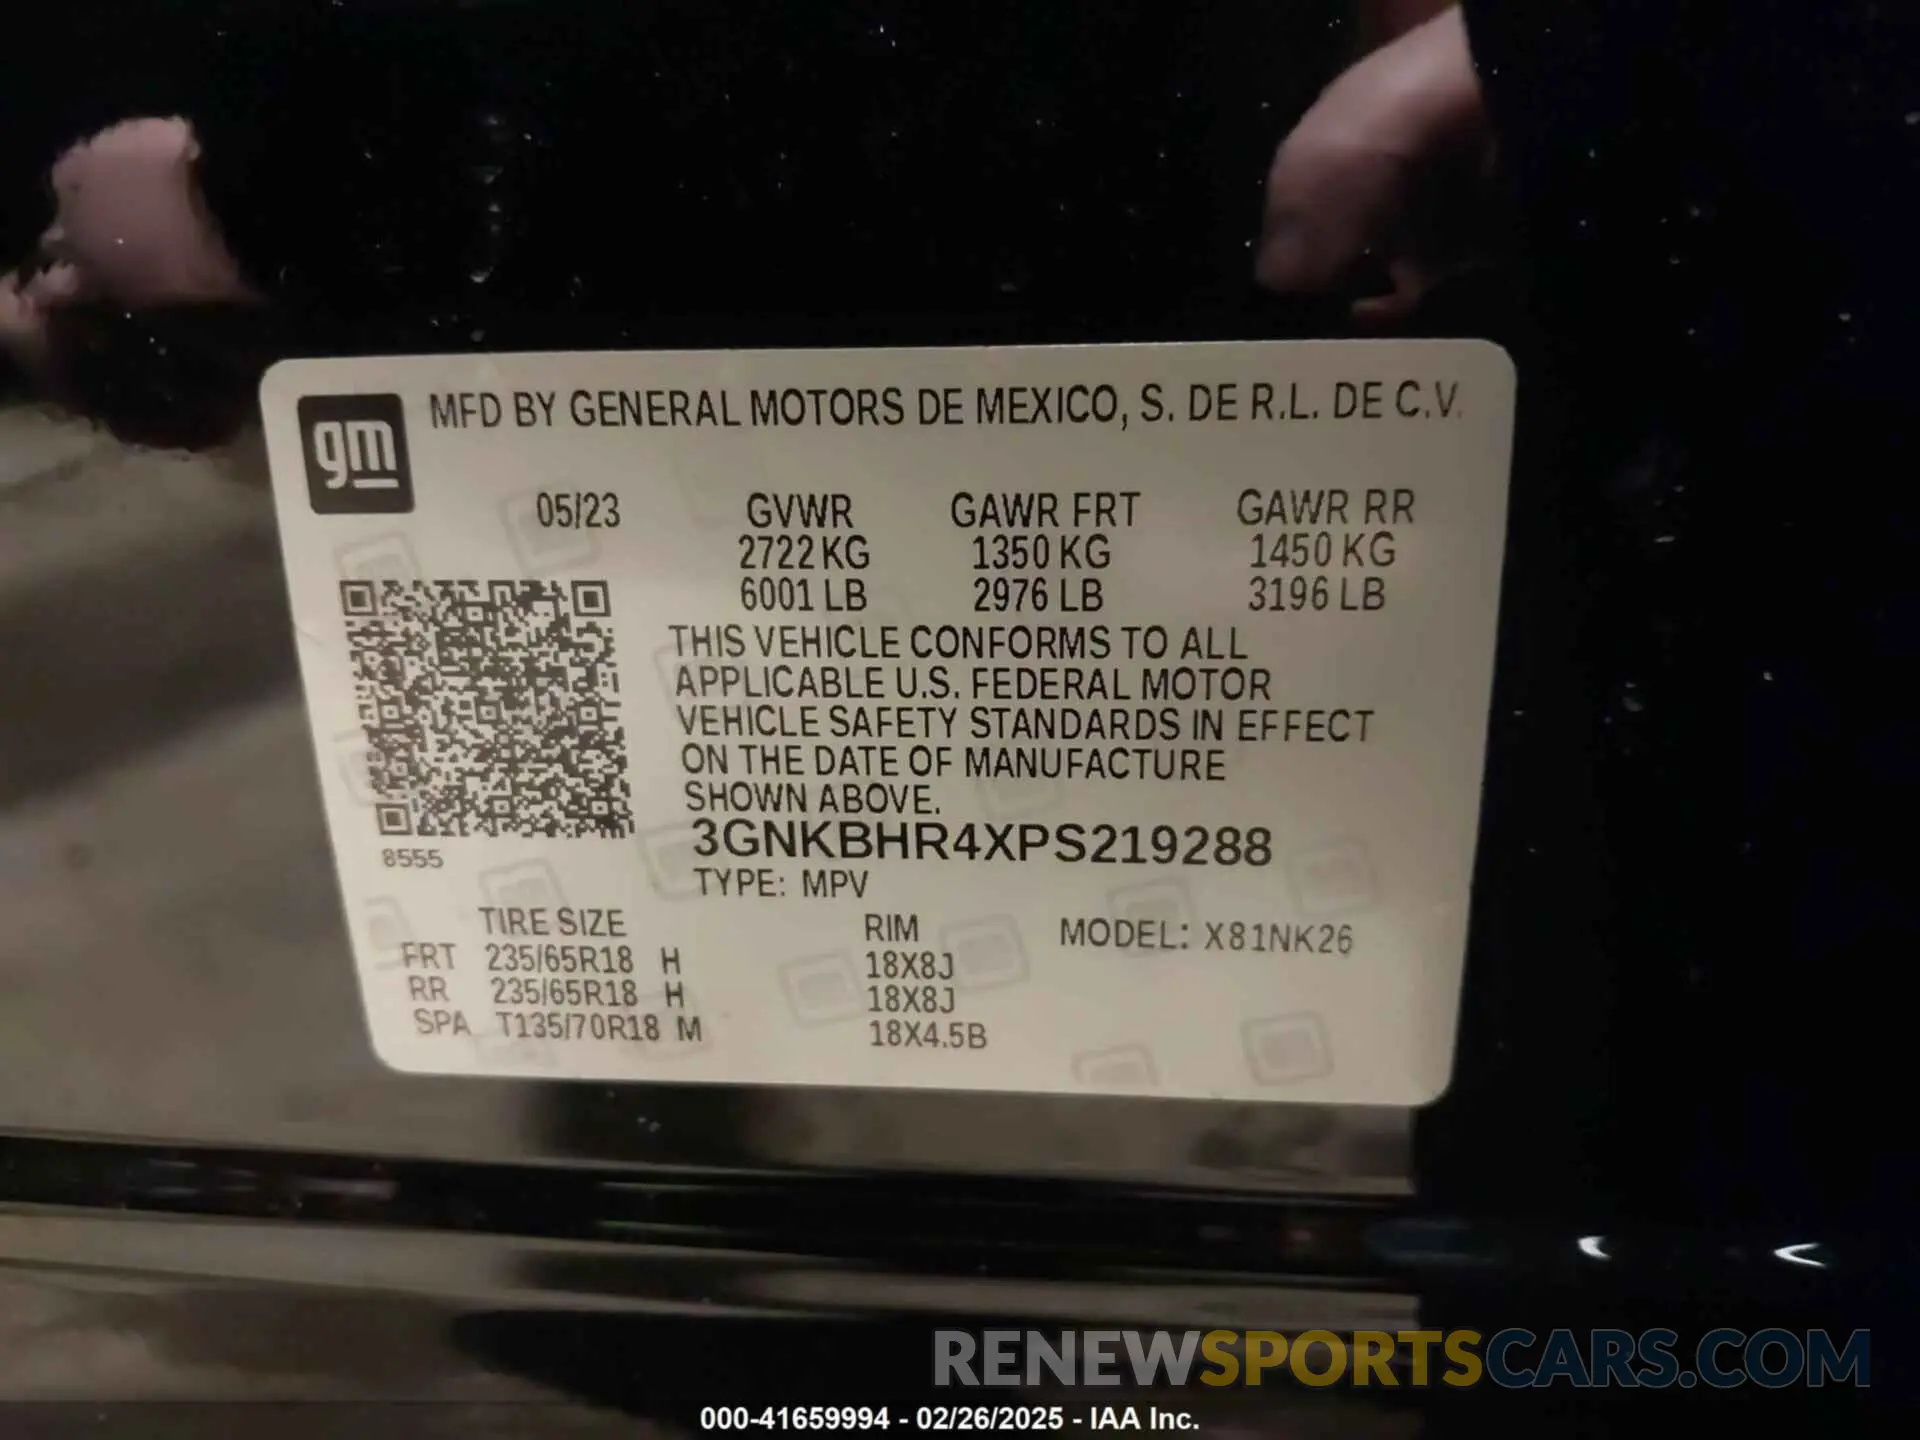 gm
MFD BY GENERAL MOTORS DE MEXICO, S. DE R.L. DE C.V.
05/23 GVWR GAWR FRT GAWR RR
2722 KG 1350 KG 1450 KG
6001 LB 2976 LB 3196 LB
THIS VEHICLE CONFORMS TO ALL
APPLICABLE U.S. FEDERAL MOTOR
VEHICLE SAFETY STANDARDS IN EFFECT
ON THE DATE OF MANUFACTURE
SHOWN ABOVE.
3GNKBHR4XPS219288
8555
TYPE: MPV
TIRE SIZE RIM MODEL: X81NK26
FRT 235/65R18 H 18X8J
RR 235/65R18 H 18X8J
SPA T135/70R18 M 18X4.5B
RENEWSPORTSCARS.COM
000-41659994 - 02/26/2025 - IAA Inc.